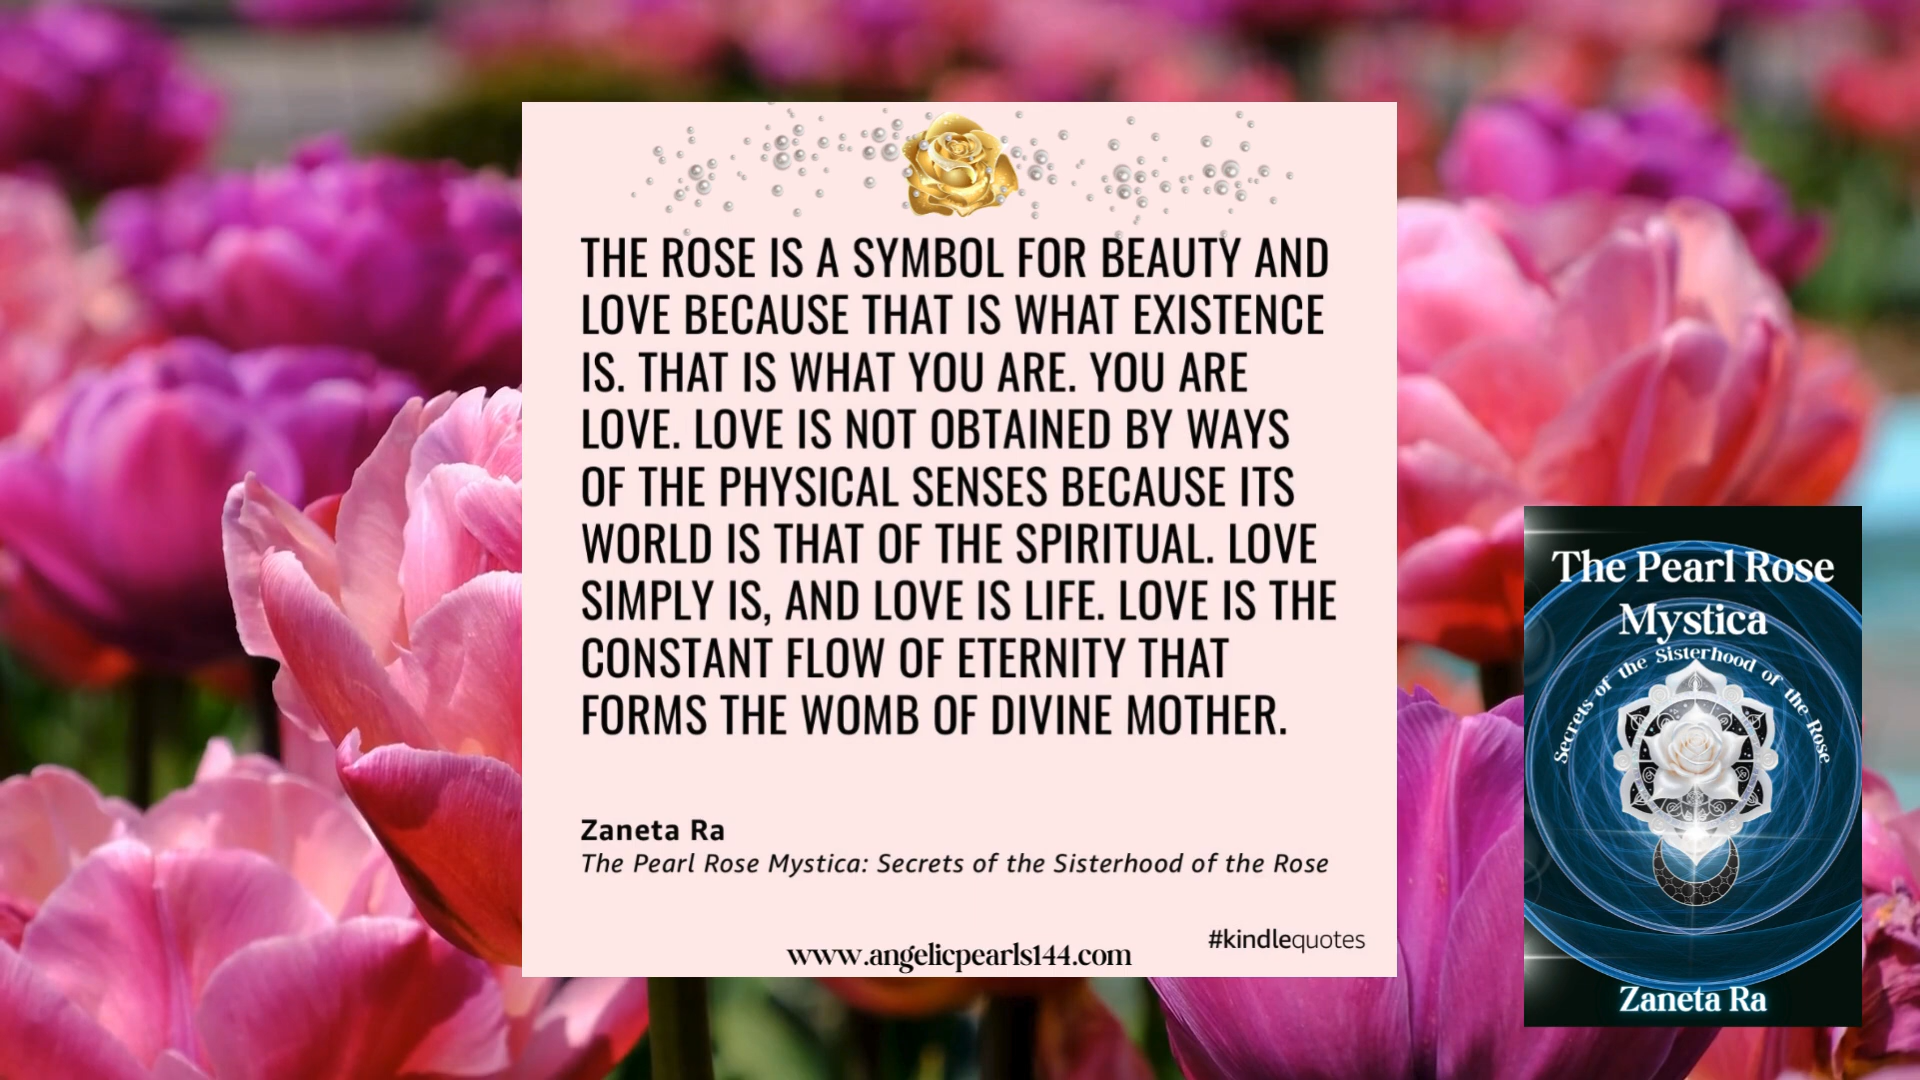 THE ROSE IS A SYMBOL FOR BEAUTY AND
LOVE BECAUSE THAT IS WHAT EXISTENCE
IS. THAT IS WHAT YOU ARE. YOU ARE
LOVE. LOVE IS NOT OBTAINED BY WAYS
OF THE PHYSICAL SENSES BECAUSE ITS
WORLD IS THAT OF THE SPIRITUAL. LOVE
SIMPLY IS, AND LOVE IS LIFE. LOVE IS THE
CONSTANT FLOW OF ETERNITY THAT
FORMS THE WOMB OF DIVINE MOTHER.
Zaneta Ra
The Pearl Rose Mystica: Secrets of the Sisterhood of the Rose
#kindlequotes
www.angelicpearls144.com
The Pearl Rose
Mystica
Secrets of the Sisterhood of the Rose
Zaneta Ra